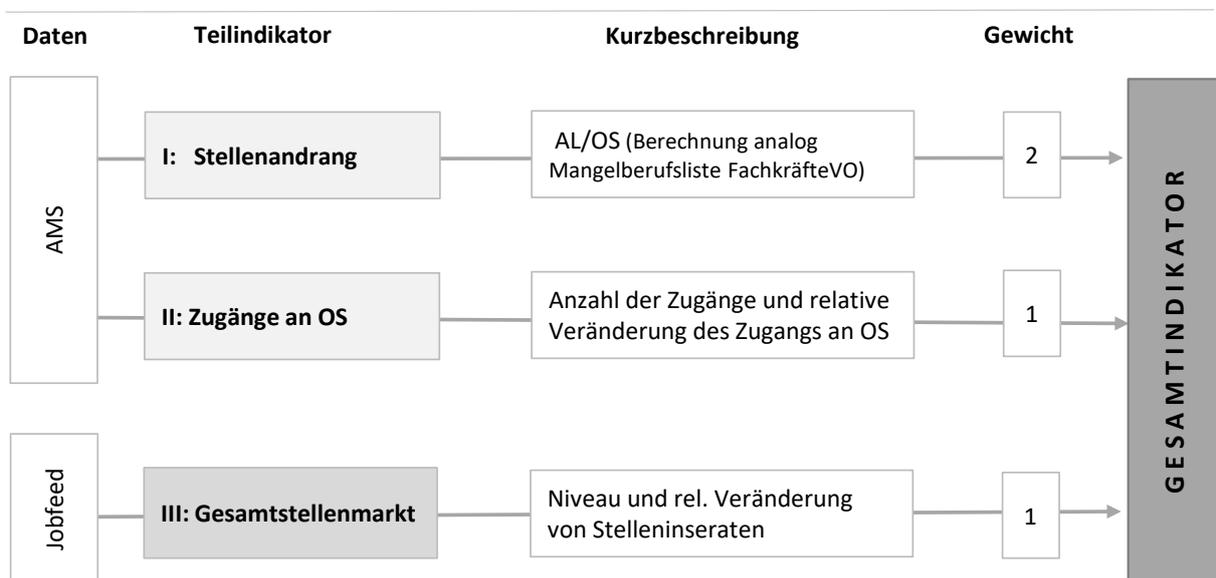 Daten Teilindikator Kurzbeschreibung Gewicht
AMS
I: Stellenandrang
AL/OS (Berechnung analog
Mangelberufsliste FachkräfteVO)
2
II: Zugänge an OS
Anzahl der Zugänge und relative
Veränderung des Zugangs an OS
1
Jobfeed
III: Gesamtstellenmarkt
Niveau und rel. Veränderung
von Stelleninseraten
1
GESAMTINDIKATOR